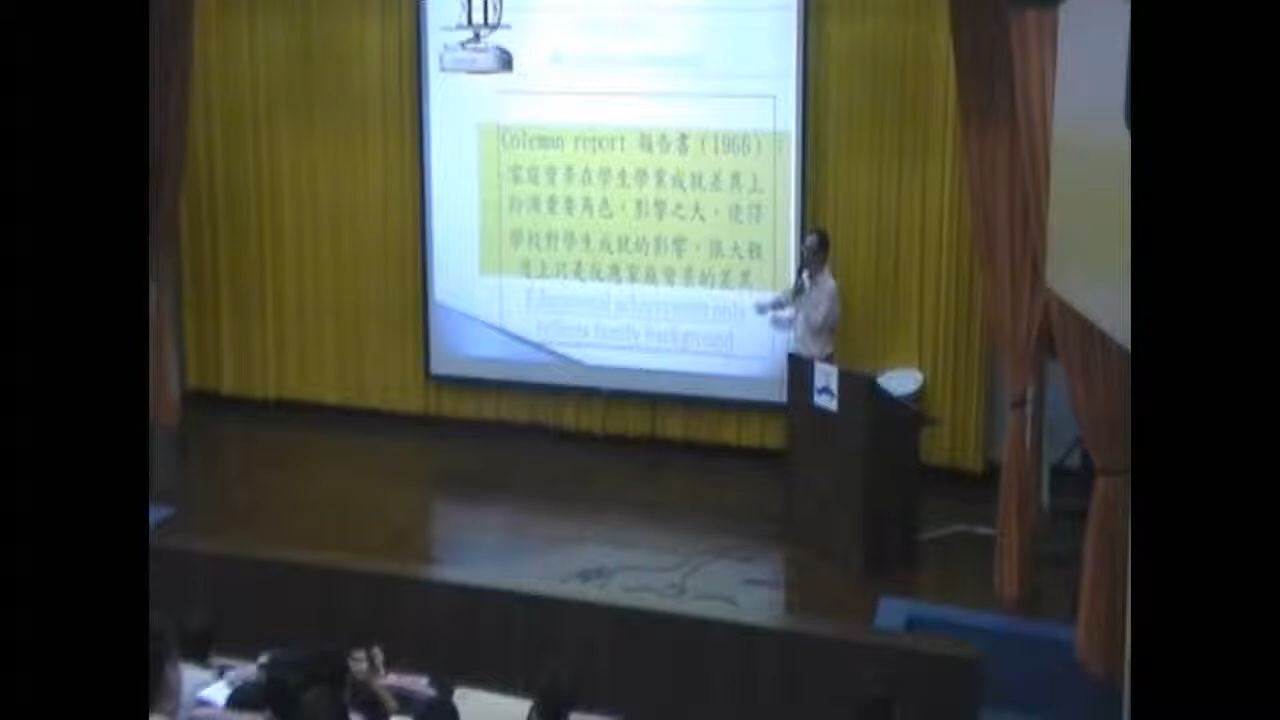 Coleman report 報告書（1966）：
家庭背景在學生學業成就差異上
扮演重要角色，影響之大，使得
學校對學生成就的影響，很大程
度上只是反應家庭背景的差異
Educational achievement only
reflects family background